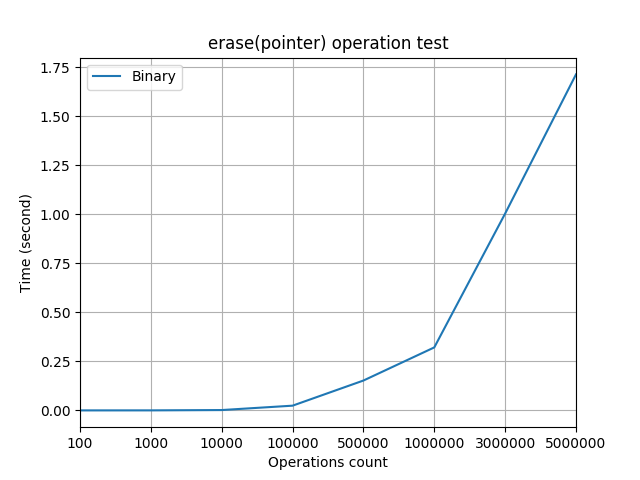 erase(pointer) operation test
Binary
1.75
1.50
1.25
1.00
0.75
0.50
0.25
0.00
Time (second)
100 1000 10000 100000 500000 1000000 3000000 5000000
Operations count